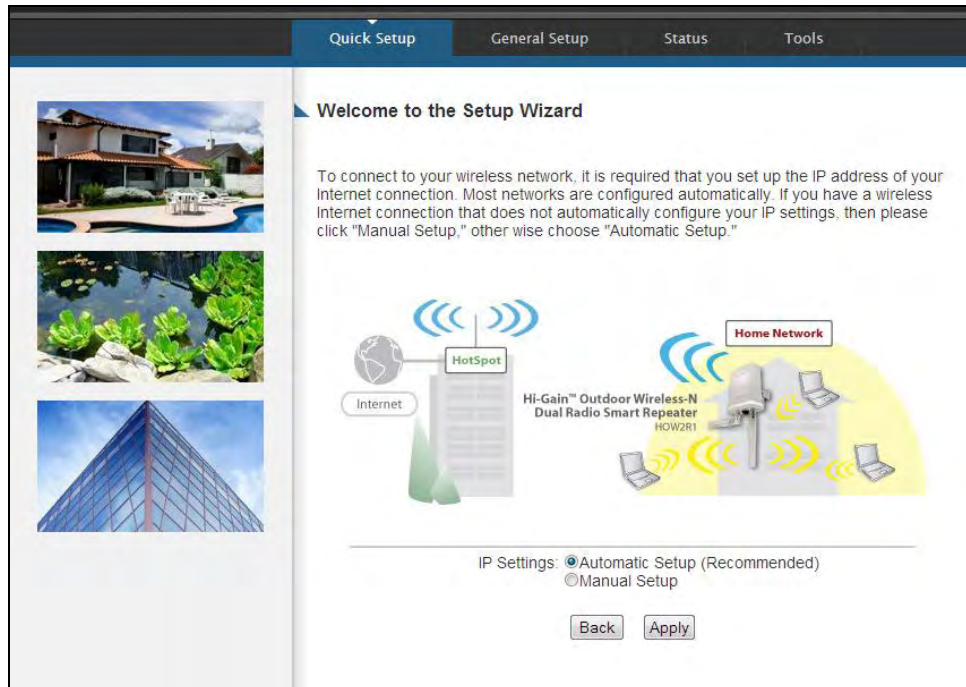 Quick Setup General Setup Status Tools
Welcome to the Setup Wizard
To connect to your wireless network, it is required that you set up the IP address of your
Internet connection. Most networks are configured automatically. If you have a wireless
Internet connection that does not automatically configure your IP settings, then please
click "Manual Setup," other wise choose "Automatic Setup."
Home Network
HotSpot
Internet
Hi-Gain™ Outdoor Wireless-N
Dual Radio Smart Repeater
HOW2R1
IP Settings: Automatic Setup (Recommended)
Manual Setup
Back Apply